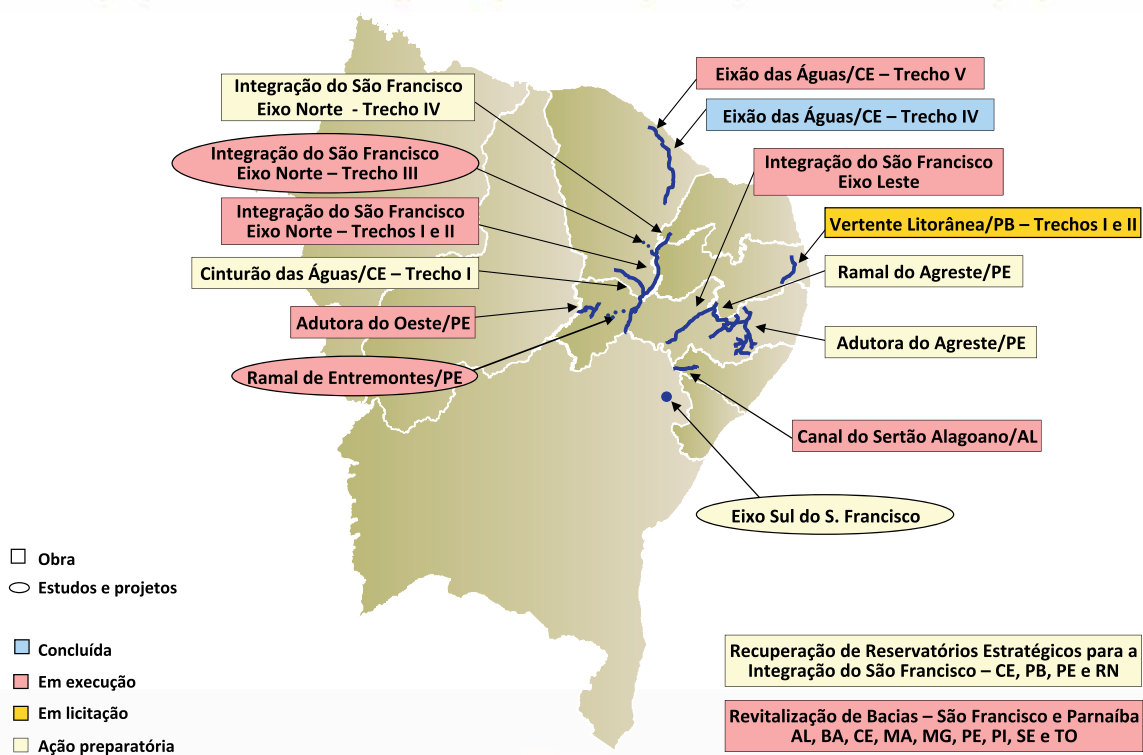 Integração do São Francisco
Eixo Norte - Trecho IV
Integração do São Francisco
Eixo Norte – Trecho III
Integração do São Francisco
Eixo Norte – Trechos I e II
Cinturão das Águas/CE – Trecho I
Adutora do Oeste/PE
Ramal de Entremontes/PE
Eixão das Águas/CE – Trecho V
Eixão das Águas/CE – Trecho IV
Integração do São Francisco
Eixo Leste
Vertente Litorânea/PB – Trechos I e II
Ramal do Agreste/PE
Adutora do Agreste/PE
Canal do Sertão Alagoano/AL
Eixo Sul do S. Francisco
Obra
Estudos e projetos
Concluída
Em execução
Em licitação
Ação preparatória
Recuperação de Reservatórios Estratégicos para a
Integração do São Francisco – CE, PB, PE e RN
Revitalização de Bacias – São Francisco e Parnaíba
AL, BA, CE, MA, MG, PE, PI, SE e TO